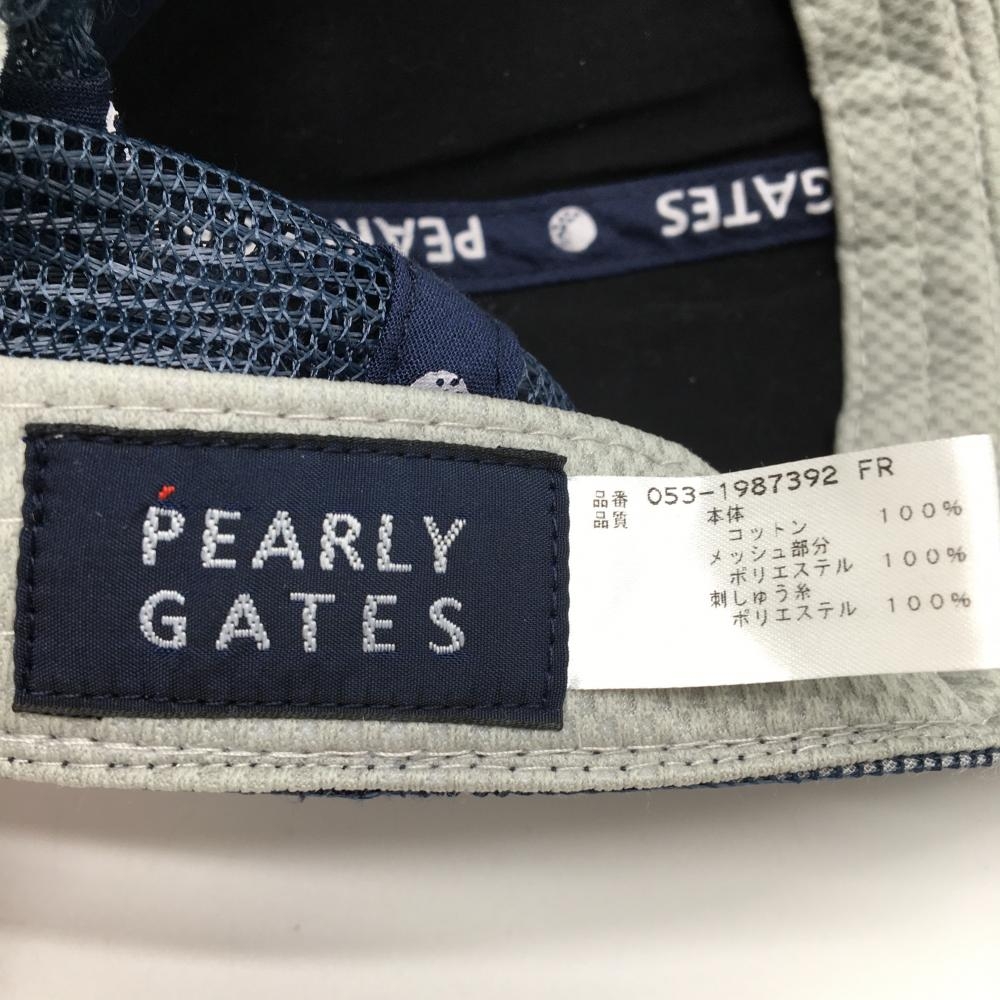 PEAR
GATES
PEARLY
GATES
品番 053-1987392 FR
品質 本体 100%
コットン
メッシュ部分 100%
ポリエステル
刺しゅう糸 100%
ポリエステル